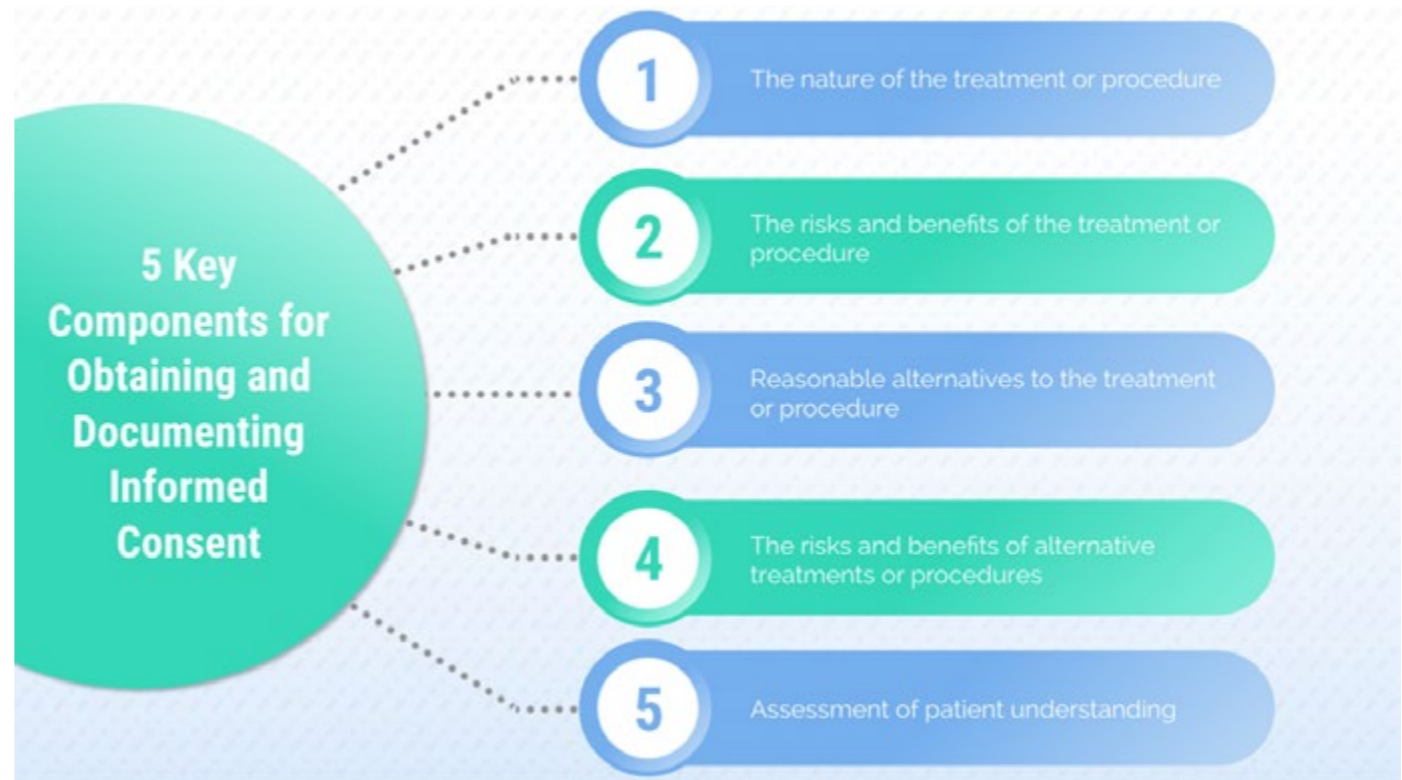 5 Key
Components for
Obtaining and
Documenting
Informed
Consent
1
The nature of the treatment or procedure
2
The risks and benefits of the treatment or
procedure
3
Reasonable alternatives to the treatment
or procedure
4
The risks and benefits of alternative
treatments or procedures
5
Assessment of patient understanding